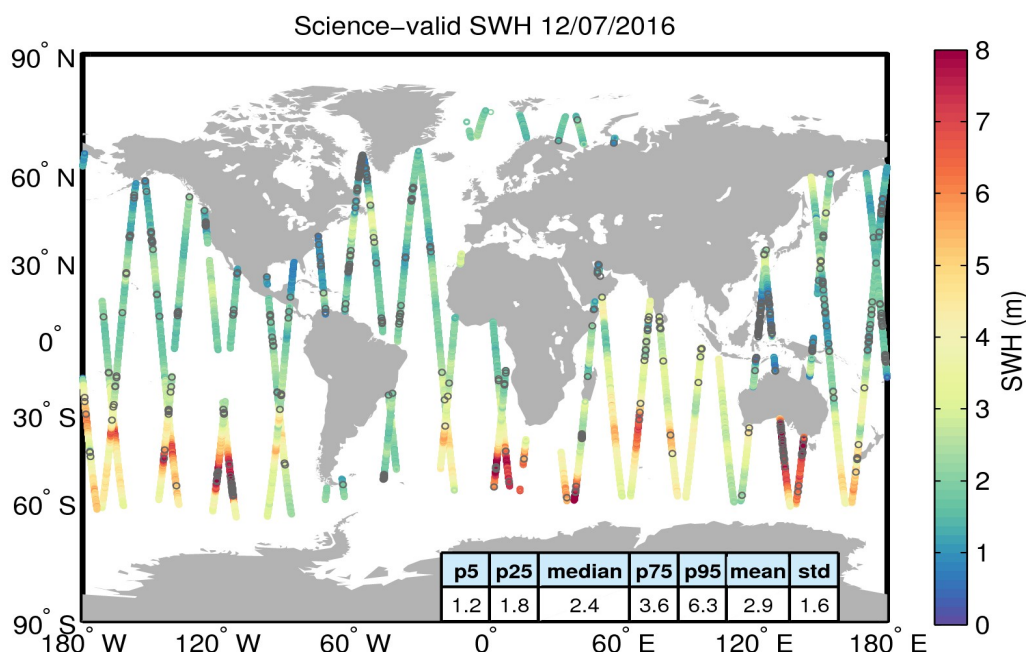 Science−valid SWH 12/07/2016
90° N
60° N
30° N
0°
30° S
60° S
90° S
180° W
120° W
60° W
0°
60° E
120° E
180° E
p5 p25 median p75 p95 mean std
1.2 1.8 2.4 3.6 6.3 2.9 1.6
8
7
6
5
4
3
2
1
0
SWH (m)